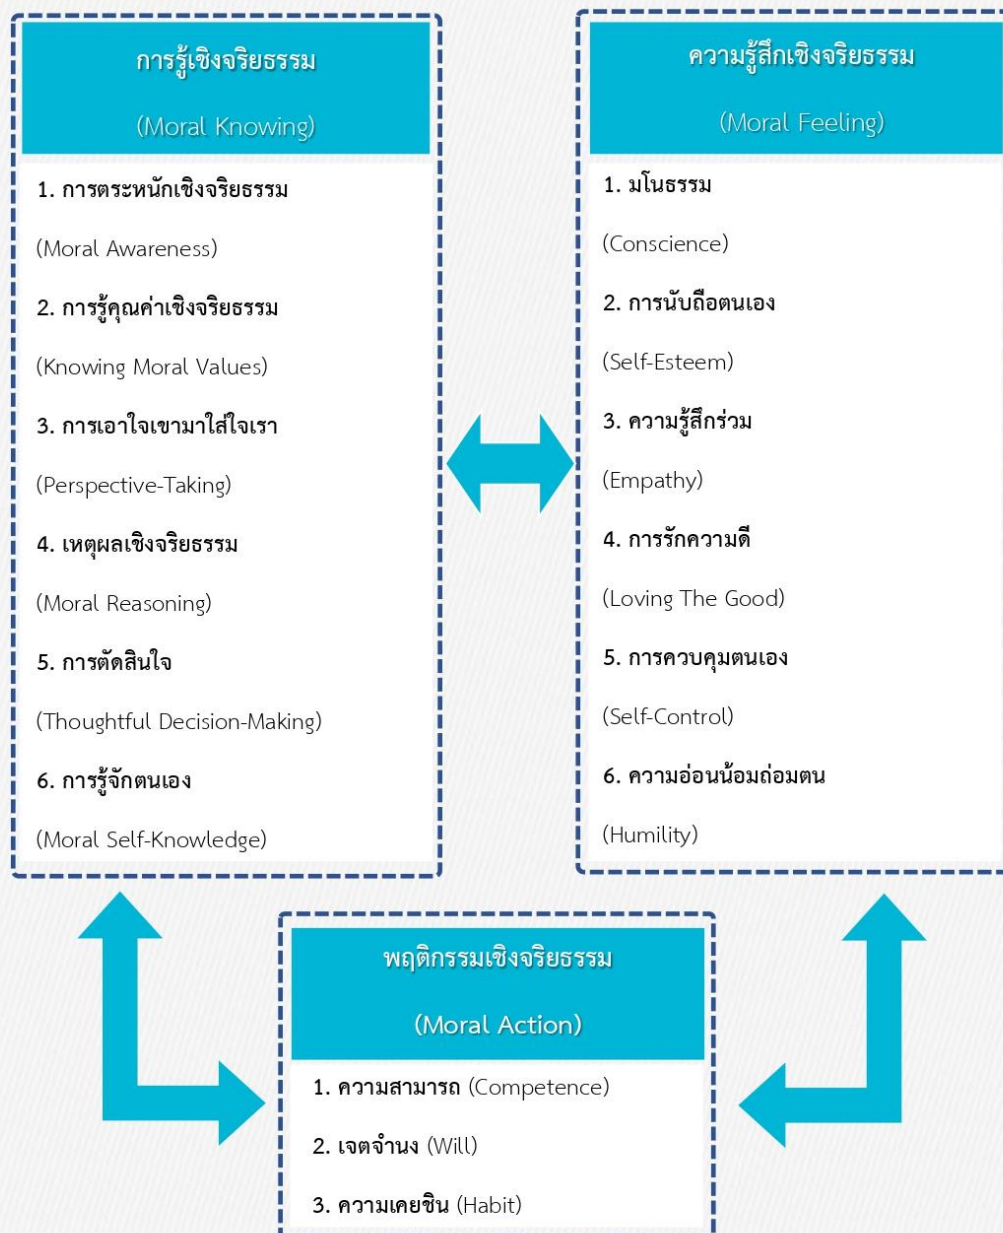 การรู้เชิงจริยธรรม
(Moral Knowing)
1. การตระหนักเชิงจริยธรรม
(Moral Awareness)
2. การรู้คุณค่าเชิงจริยธรรม
(Knowing Moral Values)
3. การเอาใจเขามาใส่ใจเรา
(Perspective-Taking)
4. เหตุผลเชิงจริยธรรม
(Moral Reasoning)
5. การตัดสินใจ
(Thoughtful Decision-Making)
6. การรู้จักตนเอง
(Moral Self-Knowledge)
ความรู้สึกเชิงจริยธรรม
(Moral Feeling)
1. มโนธรรม
(Conscience)
2. การนับถือตนเอง
(Self-Esteem)
3. ความรู้สึกร่วม
(Empathy)
4. การรักความดี
(Loving The Good)
5. การควบคุมตนเอง
(Self-Control)
6. ความอ่อนน้อมถ่อมตน
(Humility)
พฤติกรรมเชิงจริยธรรม
(Moral Action)
1. ความสามารถ (Competence)
2. เจตจำนง (Will)
3. ความเคยชิน (Habit)